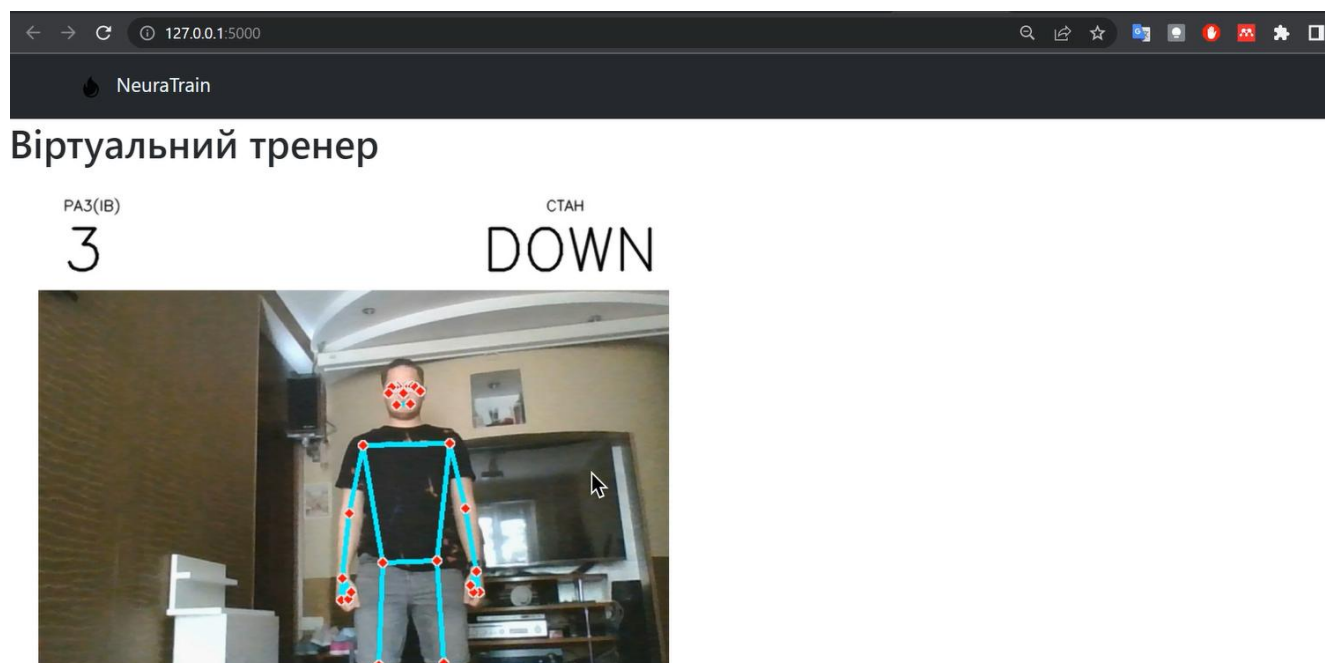 127.0.0.1:5000
NeuraTrain
Віртуальний тренер
РАЗ(ІВ)
СТАН
3
DOWN